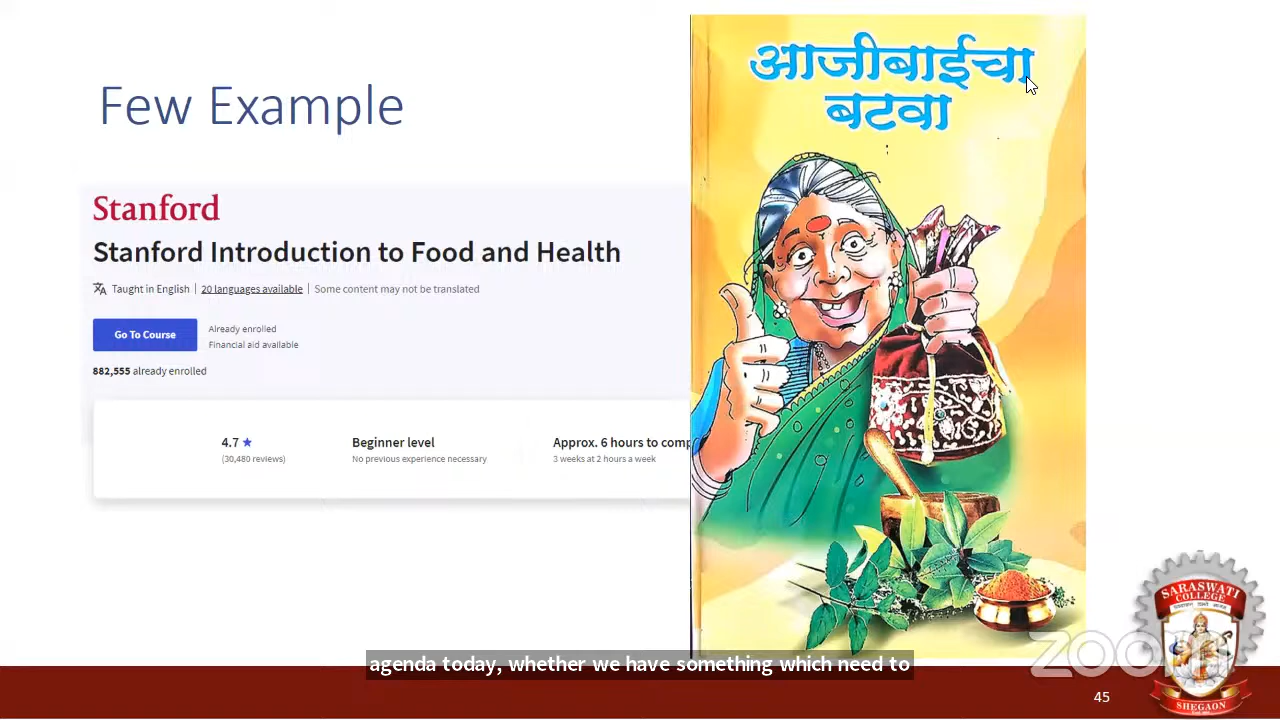 Few Example
Stanford
Stanford Introduction to Food and Health
Taught in English | 20 languages available | Some content may not be translated
Go To Course
Already enrolled
Financial aid available
882,555 already enrolled
4.7 ★
(30,480 reviews)
Beginner level
No previous experience necessary
Approx. 6 hours to comp
3 weeks at 2 hours a week
आजीबाईचा
बटवा
agenda today, whether we have something which need to
zoom
SARASWATI
COLLEGE
SHEGAON
45